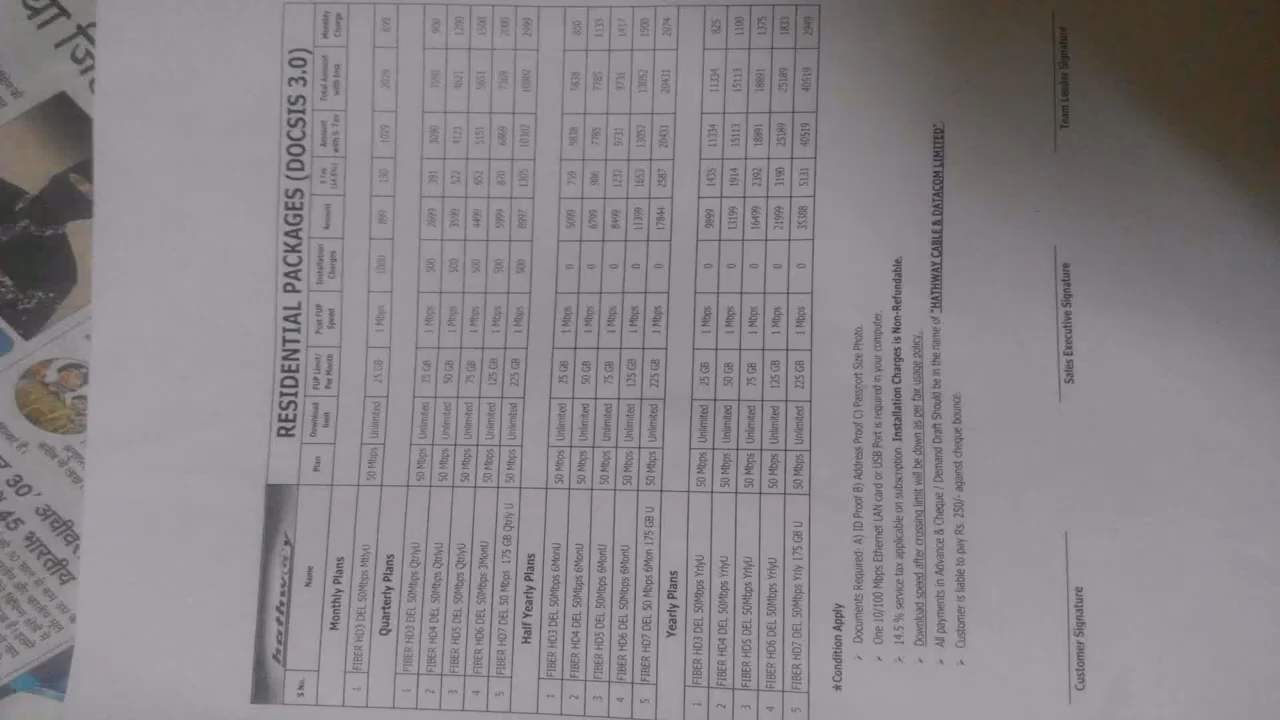 hathway
RESIDENTIAL PACKAGES (DOCSIS 3.0)
S No. Name Plan Download limit FUP Limit/ Per Month Post FUP Speed Installation Charges Amount S Tax (14.5%) Amount with S. Tax Total Amount with Inst. Monthly Charge
Monthly Plans
1 FIBER HD3 DEL 50Mbps MthlyU 50 Mbps Unlimited 25 GB 1 Mbps 1000 899 130 1029 2029 899
Quarterly Plans
1 FIBER HD3 DEL 50Mbps QtrlyU 50 Mbps Unlimited 25 GB 1 Mbps 500 2699 391 3090 3590 900
2 FIBER HD4 DEL 50Mbps QtrlyU 50 Mbps Unlimited 50 GB 1 Mbps 500 3599 522 4121 4621 1200
3 FIBER HD5 DEL 50Mbps QtrlyU 50 Mbps Unlimited 75 GB 1 Mbps 500 4499 652 5151 5651 1500
4 FIBER HD6 DEL 50Mbps 3MonU 50 Mbps Unlimited 125 GB 1 Mbps 500 5999 870 6869 7369 2000
5 FIBER HD7 DEL 50 Mbps 175 GB Qtrly U 50 Mbps Unlimited 225 GB 1 Mbps 500 8997 1305 10302 10802 2999
Half Yearly Plans
1 FIBER HD3 DEL 50Mbps 6MonU 50 Mbps Unlimited 25 GB 1 Mbps 0 5099 739 5838 5838 850
2 FIBER HD4 DEL 50Mbps 6MonU 50 Mbps Unlimited 50 GB 1 Mbps 0 6799 986 7785 7785 1133
3 FIBER HD5 DEL 50Mbps 6MonU 50 Mbps Unlimited 75 GB 1 Mbps 0 8499 1232 9731 9731 1417
4 FIBER HD6 DEL 50Mbps 6MonU 50 Mbps Unlimited 125 GB 1 Mbps 0 11399 1653 13052 13052 1900
5 FIBER HD7 DEL 50 Mbps 6Mon 175 GB U 50 Mbps Unlimited 225 GB 1 Mbps 0 17844 2587 20431 20431 2974
Yearly Plans
1 FIBER HD3 DEL 50Mbps YrlyU 50 Mbps Unlimited 25 GB 1 Mbps 0 9899 1435 11334 11334 825
2 FIBER HD4 DEL 50Mbps YrlyU 50 Mbps Unlimited 50 GB 1 Mbps 0 13199 1914 15113 15113 1100
3 FIBER HD5 DEL 50Mbps YrlyU 50 Mbps Unlimited 75 GB 1 Mbps 0 16499 2392 18891 18891 1375
4 FIBER HD6 DEL 50Mbps YrlyU 50 Mbps Unlimited 125 GB 1 Mbps 0 21999 3190 25189 25189 1833
5 FIBER HD7 DEL 50Mbps Yrly 175 GB U 50 Mbps Unlimited 225 GB 1 Mbps 0 35388 5131 40519 40519 2949
*Condition Apply
Documents Required: A) ID Proof B) Address Proof C) Passport Size Photo.
One 10/100 Mbps Ethernet LAN card or USB Port is required in your computer.
14.5 % service tax applicable on subscription. Installation Charges is Non-Refundable.
Download speed after crossing limit will be down as per fair usage policy.
All payments in Advance & Cheque / Demand Draft Should be in the name of "HATHWAY CABLE & DATACOM LIMITED".
Customer is liable to pay Rs. 250/- against cheque bounce.
Customer Signature Sales Executive Signature Team Leader Signature
30'
45 भारतीय